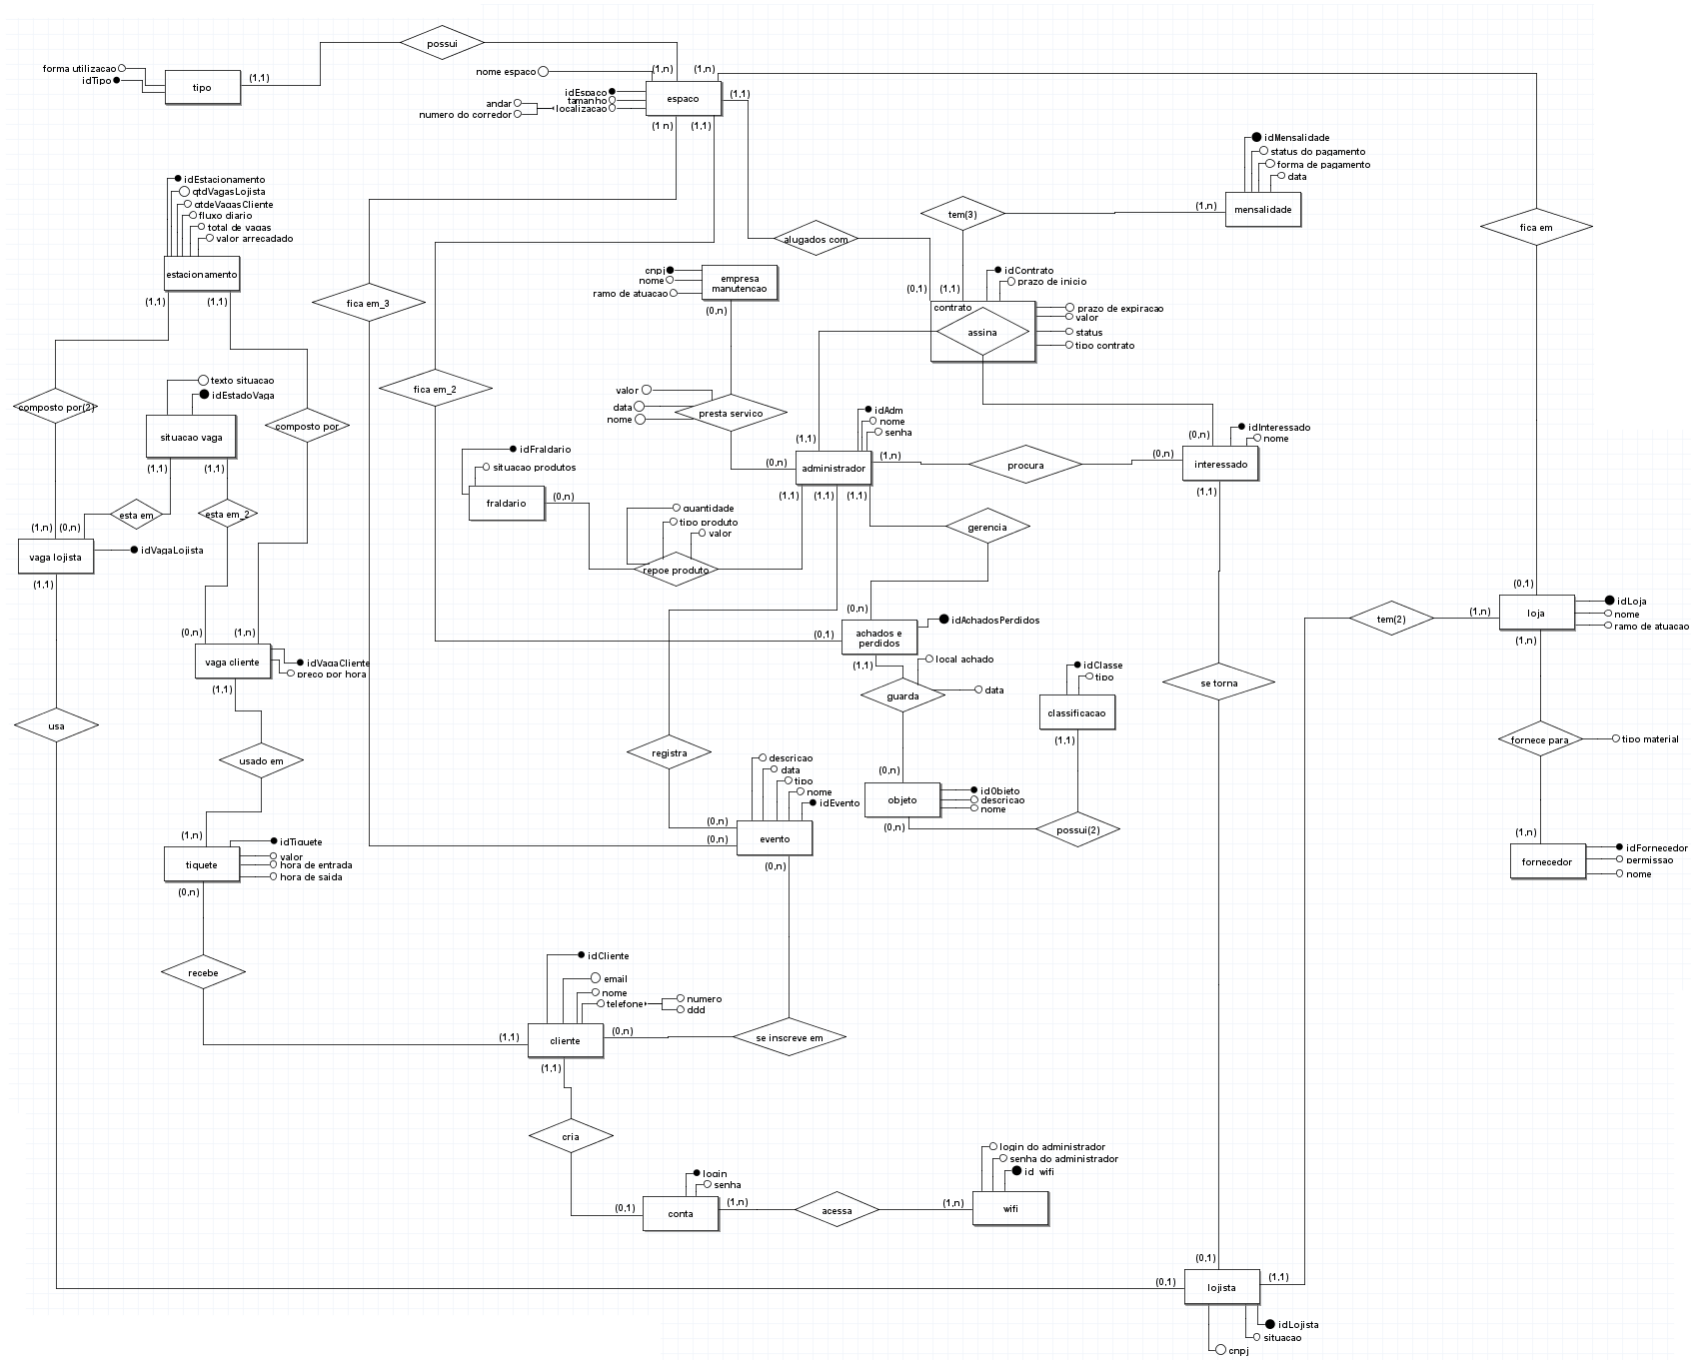 possui
forma utilizacao
idTipo
tipo
(1,1)
nome espaco
(1,n)
(1,n)
idEspaco
tamanho
localizacao
andar
numero do corredor
espaco
(1,1)
(1 n)
(1,1)
idMensalidade
status do pagamento
forma de pagamento
data
(1,n)
mensalidade
tem(3)
fica em
alugados com
idEstacionamento
qtdVagasLojista
qtdeVagasCliente
fluxo diario
total de vagas
valor arrecadado
estacionamento
(1,1)
(1,1)
fica em_3
cnpj
nome
ramo de atuacao
empresa
manutencao
(0,n)
(0,1)
(1,1)
idContrato
prazo de inicio
contrato
prazo de expiracao
valor
status
tipo contrato
assina
texto situacao
idEstadoVaga
situacao vaga
(1,1)
(1,1)
composto por(2)
composto por
fica em_2
valor
data
nome
presta servico
idAdm
nome
senha
(1,1)
(0,n)
administrador
(1,n)
(1,1)
(1,1)
(1,1)
procura
(0,n)
(0,n)
idInteressado
nome
interessado
(1,1)
idFraldario
situacao produtos
fraldario
(0,n)
quantidade
tipo produto
valor
repoe produto
gerencia
esta em
esta em_2
(1,n)
(0,n)
vaga lojista
idVagaLojista
(1,1)
(0,n)
(1,n)
vaga cliente
idVagaCliente
preco por hora
(1,1)
(0,n)
(0,1)
achados e
perdidos
idAchadosPerdidos
(1,1)
local achado
guarda
data
idClasse
tipo
classificacao
(1,1)
se torna
tem(2)
(1,n)
(0,1)
loja
idLoja
nome
ramo de atuacao
(1,n)
usa
usado em
registra
fornece para
tipo material
descricao
data
tipo
nome
idEvento
(0,n)
(0,n)
evento
(0,n)
(0,n)
objeto
idObjeto
descricao
nome
(0,n)
possui(2)
(1,n)
fornecedor
idFornecedor
permissao
nome
(1,n)
tiquete
idTiquete
valor
hora de entrada
hora de saida
(0,n)
recebe
idCliente
email
nome
telefone
numero
ddd
(1,1)
cliente
(0,n)
(1,1)
se inscreve em
cria
login
senha
(0,1)
conta
(1,n)
acessa
(1,n)
login do administrador
senha do administrador
id_wifi
wifi
(0,1)
(0,1)
lojista
(1,1)
idLojista
situacao
cnpj